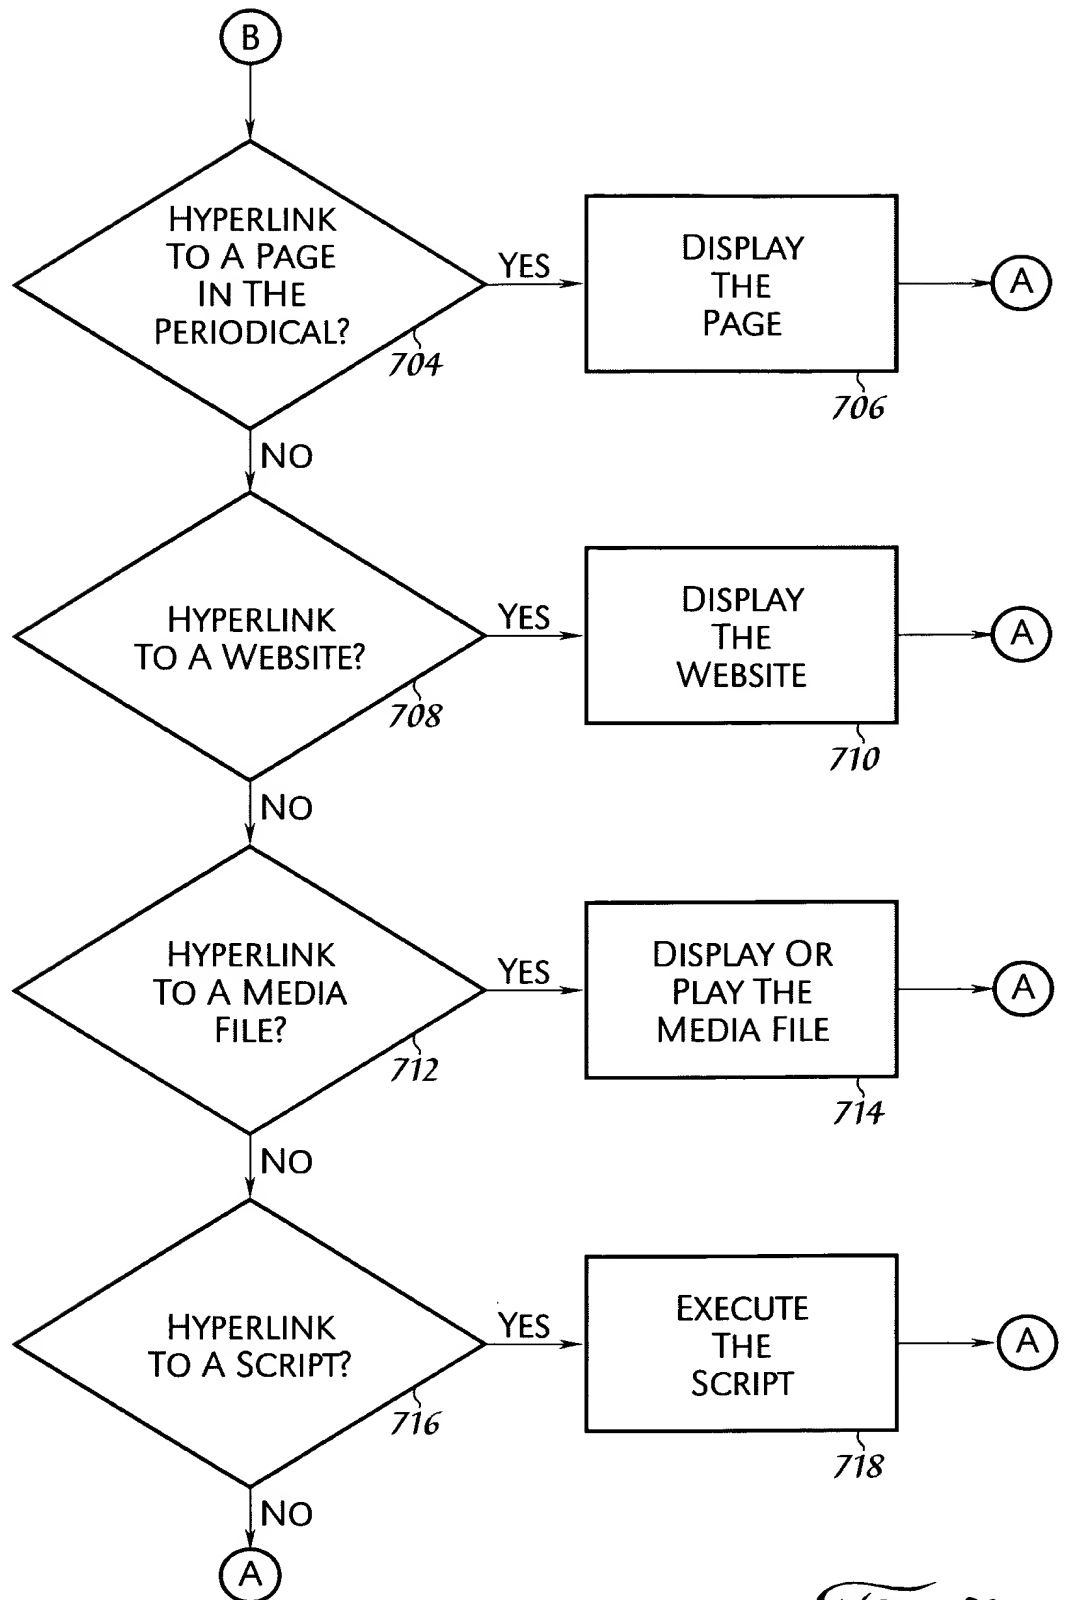 B
HYPERLINK
TO A PAGE
IN THE
PERIODICAL?
704
YES
DISPLAY
THE
PAGE
706
A
NO
HYPERLINK
TO A WEBSITE?
708
YES
DISPLAY
THE
WEBSITE
710
A
NO
HYPERLINK
TO A MEDIA
FILE?
712
YES
DISPLAY OR
PLAY THE
MEDIA FILE
714
A
NO
HYPERLINK
TO A SCRIPT?
716
YES
EXECUTE
THE
SCRIPT
718
A
NO
A